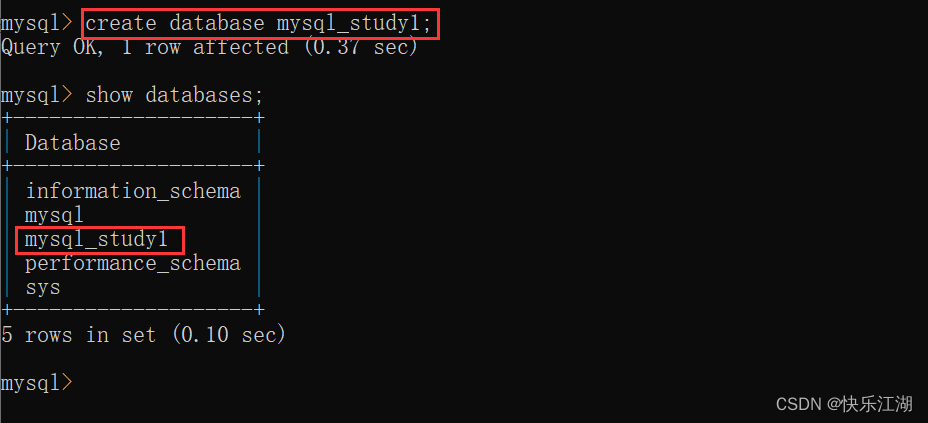 mysql> create database mysql_study1;
Query OK, 1 row affected (0.37 sec)
mysql> show databases;
+--------------------+
| Database           |
+--------------------+
| information_schema |
| mysql              |
| mysql_study1       |
| performance_schema |
| sys                |
+--------------------+
5 rows in set (0.10 sec)
mysql>
CSDN @快乐江湖